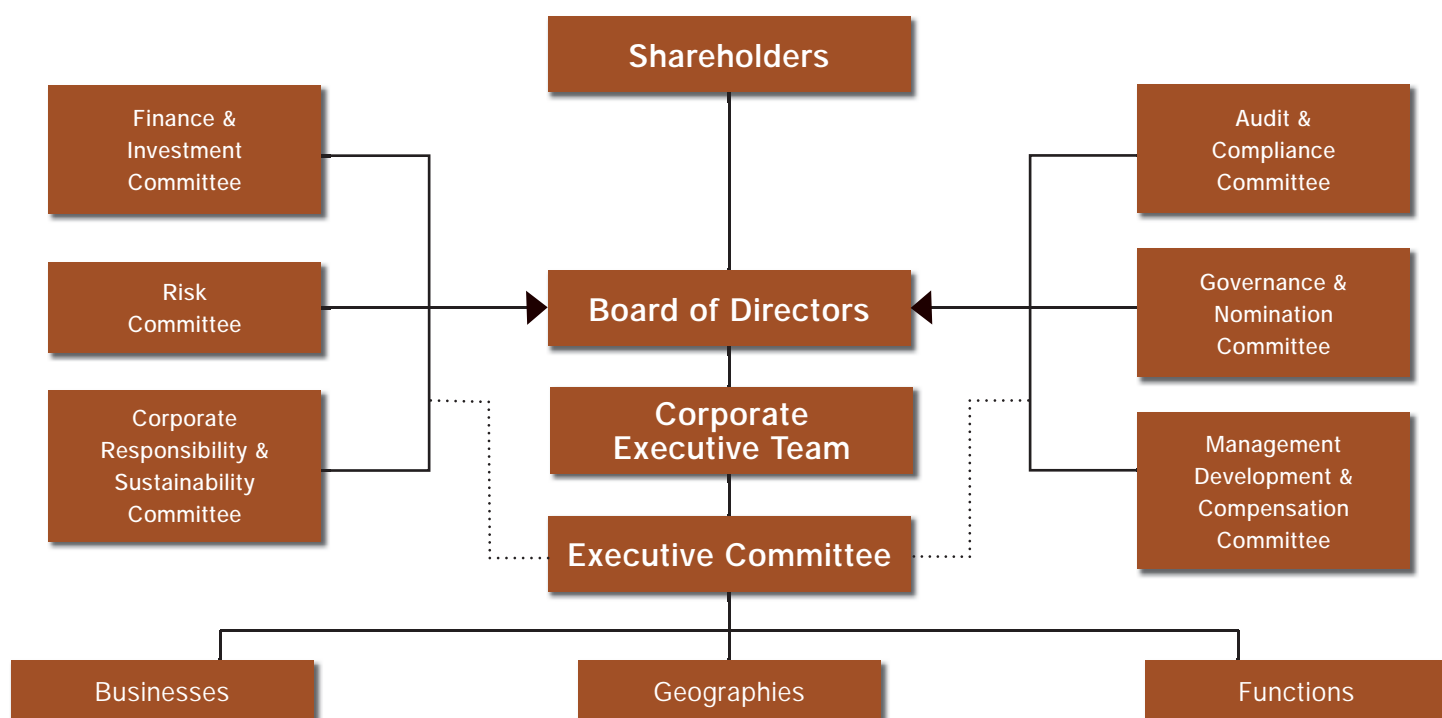 Shareholders
Finance &
Investment
Committee
Audit &
Compliance
Committee
Risk
Committee
Board of Directors
Governance &
Nomination
Committee
Corporate
Responsibility &
Sustainability
Committee
Corporate
Executive Team
Management
Development &
Compensation
Committee
Executive Committee
Businesses
Geographies
Functions